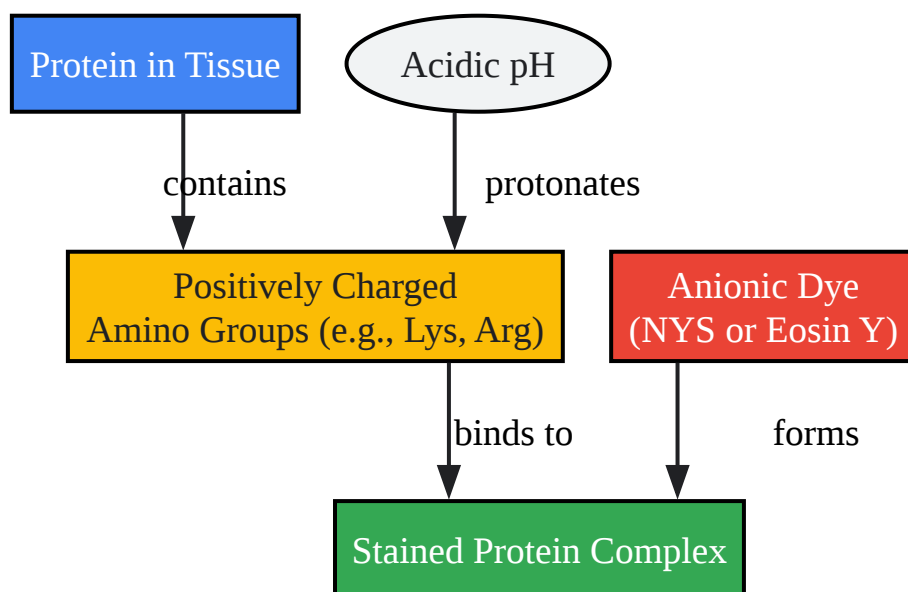 Protein in Tissue
Acidic pH
contains
protonates
Positively Charged
Amino Groups (e.g., Lys, Arg)
Anionic Dye
(NYS or Eosin Y)
binds to
forms
Stained Protein Complex